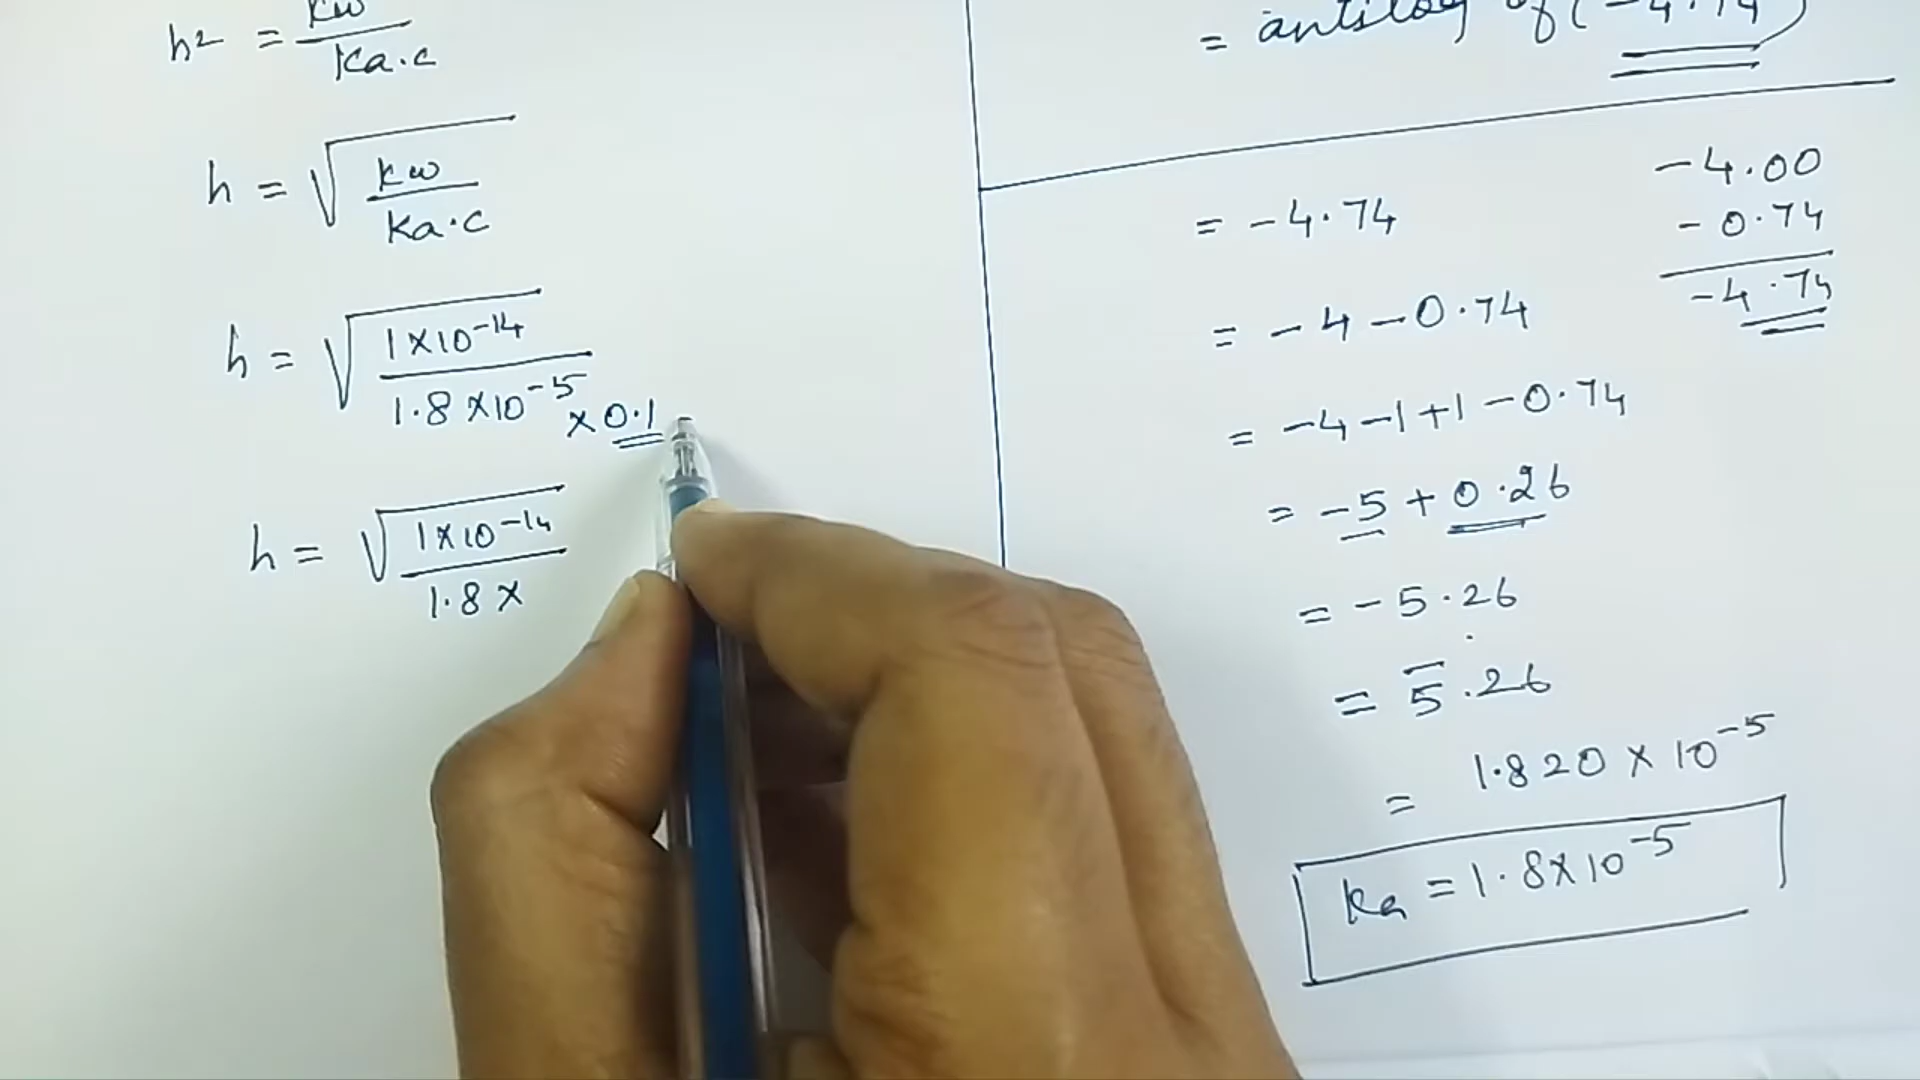 h² = Kw / Ka.c
h = √ Kw / Ka.c
h = √ 1×10⁻¹⁴ / 1.8×10⁻⁵ × 0.1
h = √ 1×10⁻¹⁴ / 1.8 ×
= antilog of (-4.74)
= -4.74
= -4-0.74
= -4-1+1-0.74
= -5+0.26
= -5.26
= 5̅.26
= 1.820 × 10⁻⁵
Ka = 1.8×10⁻⁵
-4.00
-0.74
-4.74